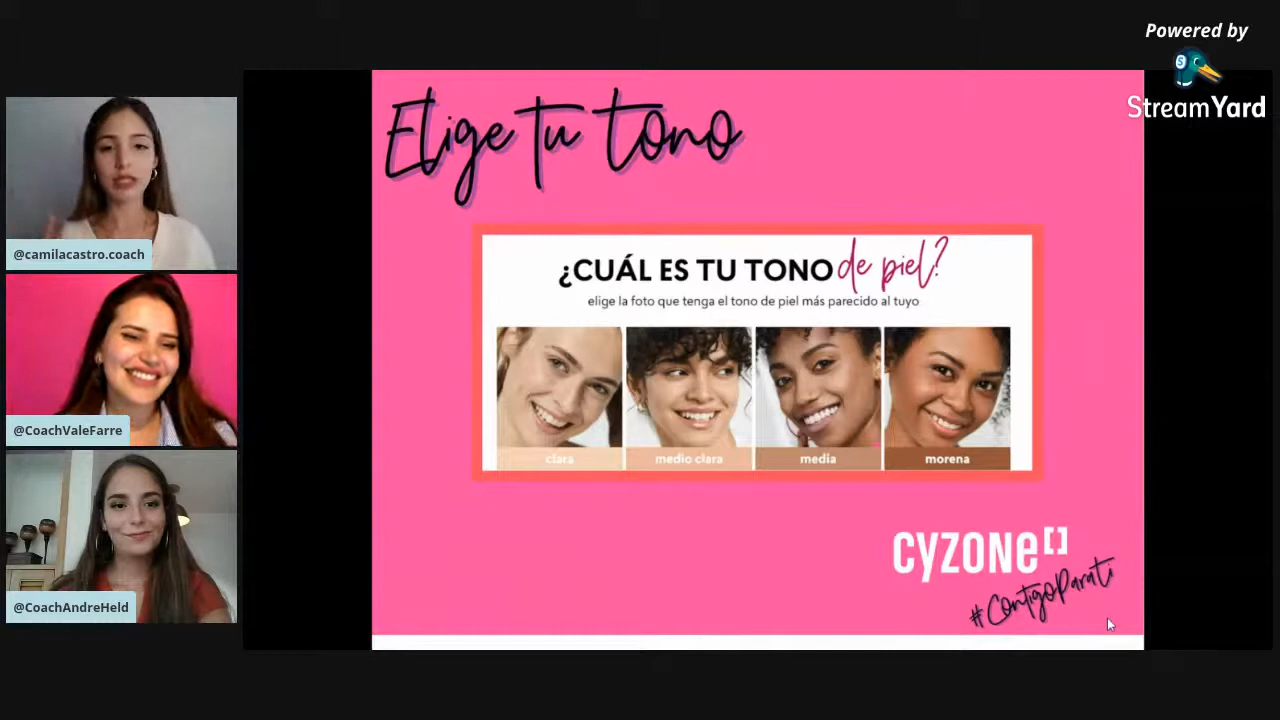 Powered by
StreamYard
Elige tu tono
¿CUÁL ES TU TONO de piel?
elige la foto que tenga el tono de piel más parecido al tuyo
clara
medio clara
media
morena
CYZONE
#ContigoParaTi
@camilacastro.coach
@CoachValeFarre
@CoachAndreHeld